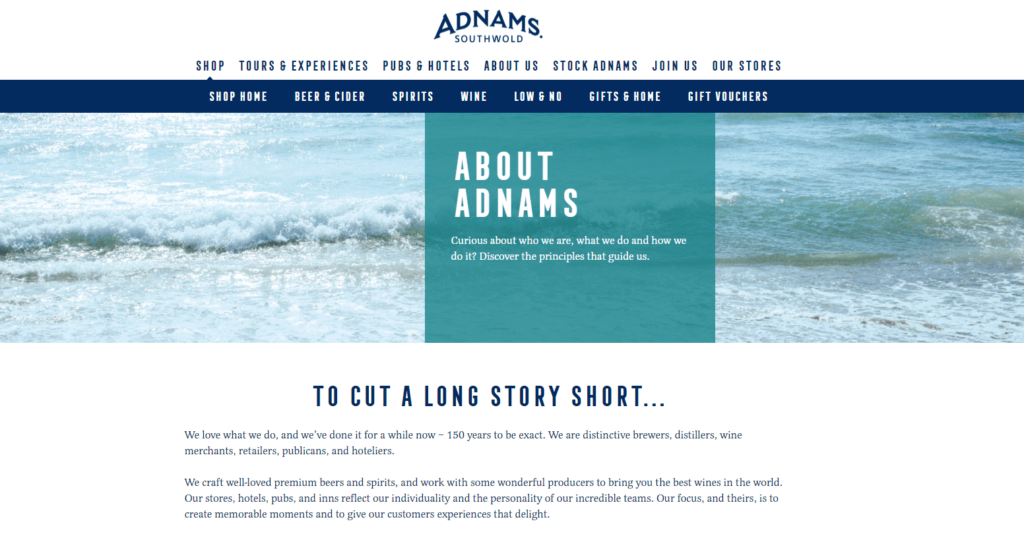 ADNAMS
SOUTHWOLD
SHOP TOURS & EXPERIENCES PUBS & HOTELS ABOUT US STOCK ADNAMS JOIN US OUR STORES
SHOP HOME BEER & CIDER SPIRITS WINE LOW & NO GIFTS & HOME GIFT VOUCHERS
ABOUT
ADNAMS
Curious about who we are, what we do and how we
do it? Discover the principles that guide us.
TO CUT A LONG STORY SHORT...
We love what we do, and we've done it for a while now – 150 years to be exact. We are distinctive brewers, distillers, wine
merchants, retailers, publicans, and hoteliers.
We craft well-loved premium beers and spirits, and work with some wonderful producers to bring you the best wines in the world.
Our stores, hotels, pubs, and inns reflect our individuality and the personality of our incredible teams. Our focus, and theirs, is to
create memorable moments and to give our customers experiences that delight.